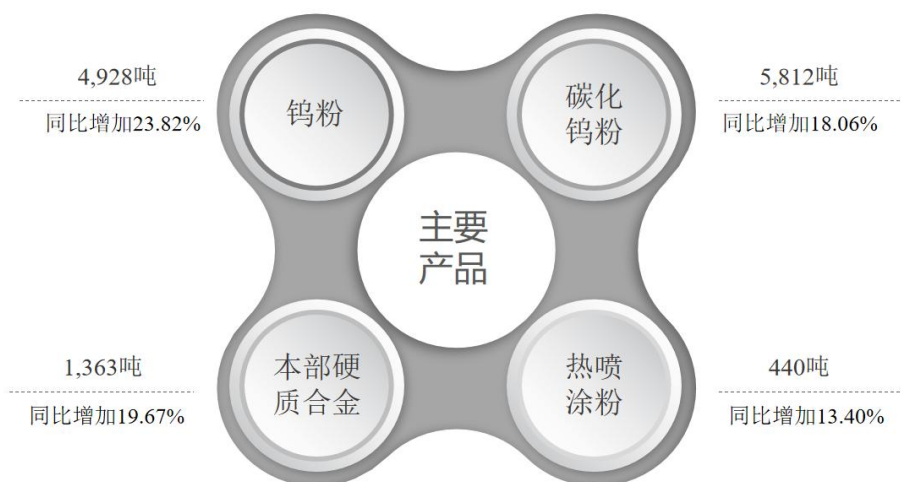 4,928吨
同比增加23.82%
钨粉
碳化
钨粉
5,812吨
同比增加18.06%
主要
产品
1,363吨
同比增加19.67%
本部硬
质合金
热喷
涂粉
440吨
同比增加13.40%